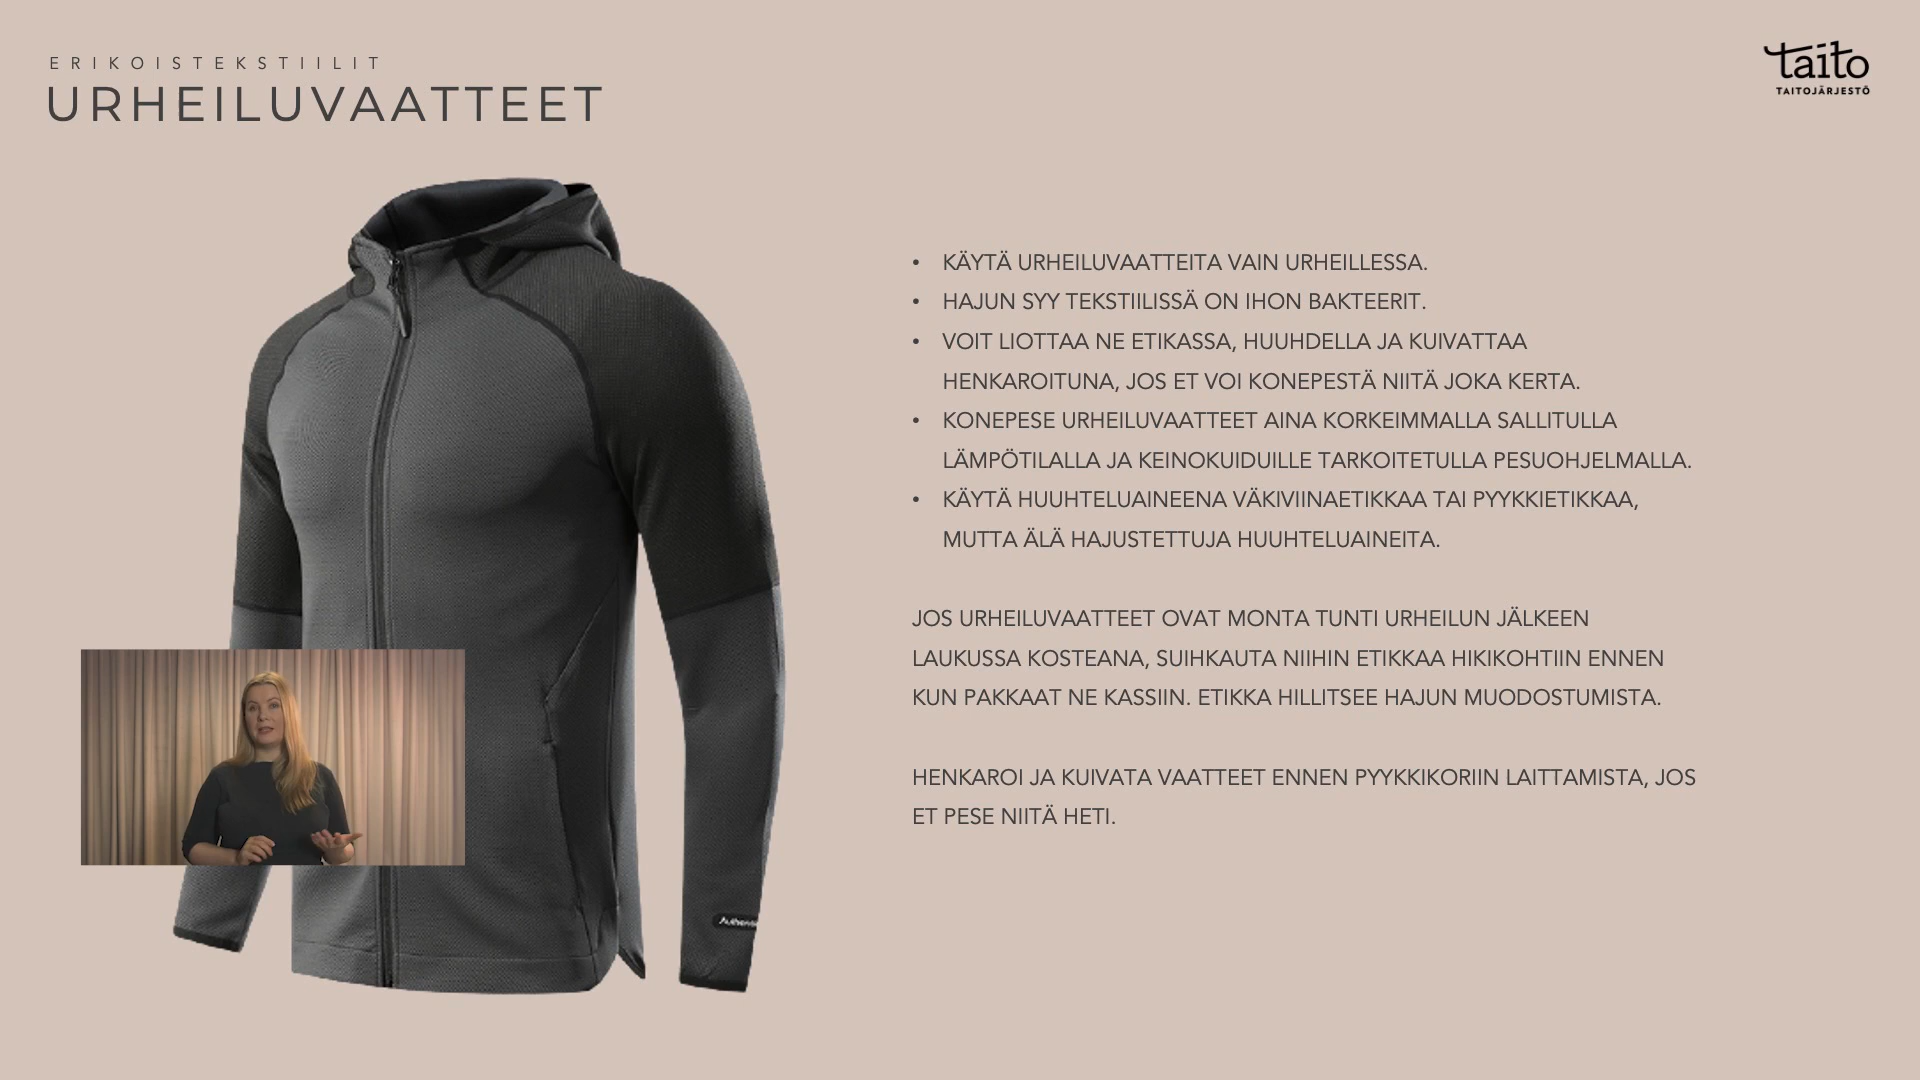 ERIKOISTEKSTIILIT
URHEILUVAATTEET
taito
TAITOJÄRJESTÖ
• KÄYTÄ URHEILUVAATTEITA VAIN URHEILLESSA.
• HAJUN SYY TEKSTIILISSÄ ON IHON BAKTEERIT.
• VOIT LIOTTAA NE ETIKASSA, HUUHDELLA JA KUIVATTAA
HENKAROITUNA, JOS ET VOI KONEPESTÄ NIITÄ JOKA KERTA.
• KONEPESE URHEILUVAATTEET AINA KORKEIMMALLA SALLITULLA
LÄMPÖTILALLA JA KEINOKUIDUILLE TARKOITETULLA PESUOHJELMALLA.
• KÄYTÄ HUUHTELUAINEENA VÄKIVIINAETIKKAA TAI PYYKKIETIKKAA,
MUTTA ÄLÄ HAJUSTETTUJA HUUHTELUAINEITA.
JOS URHEILUVAATTEET OVAT MONTA TUNTI URHEILUN JÄLKEEN
LAUKUSSA KOSTEANA, SUIHKAUTA NIIHIN ETIKKAA HIKIKOHTIIN ENNEN
KUN PAKKAAT NE KASSIIN. ETIKKA HILLITSEE HAJUN MUODOSTUMISTA.
HENKAROI JA KUIVATA VAATTEET ENNEN PYYKKIKORIIN LAITTAMISTA, JOS
ET PESE NIITÄ HETI.